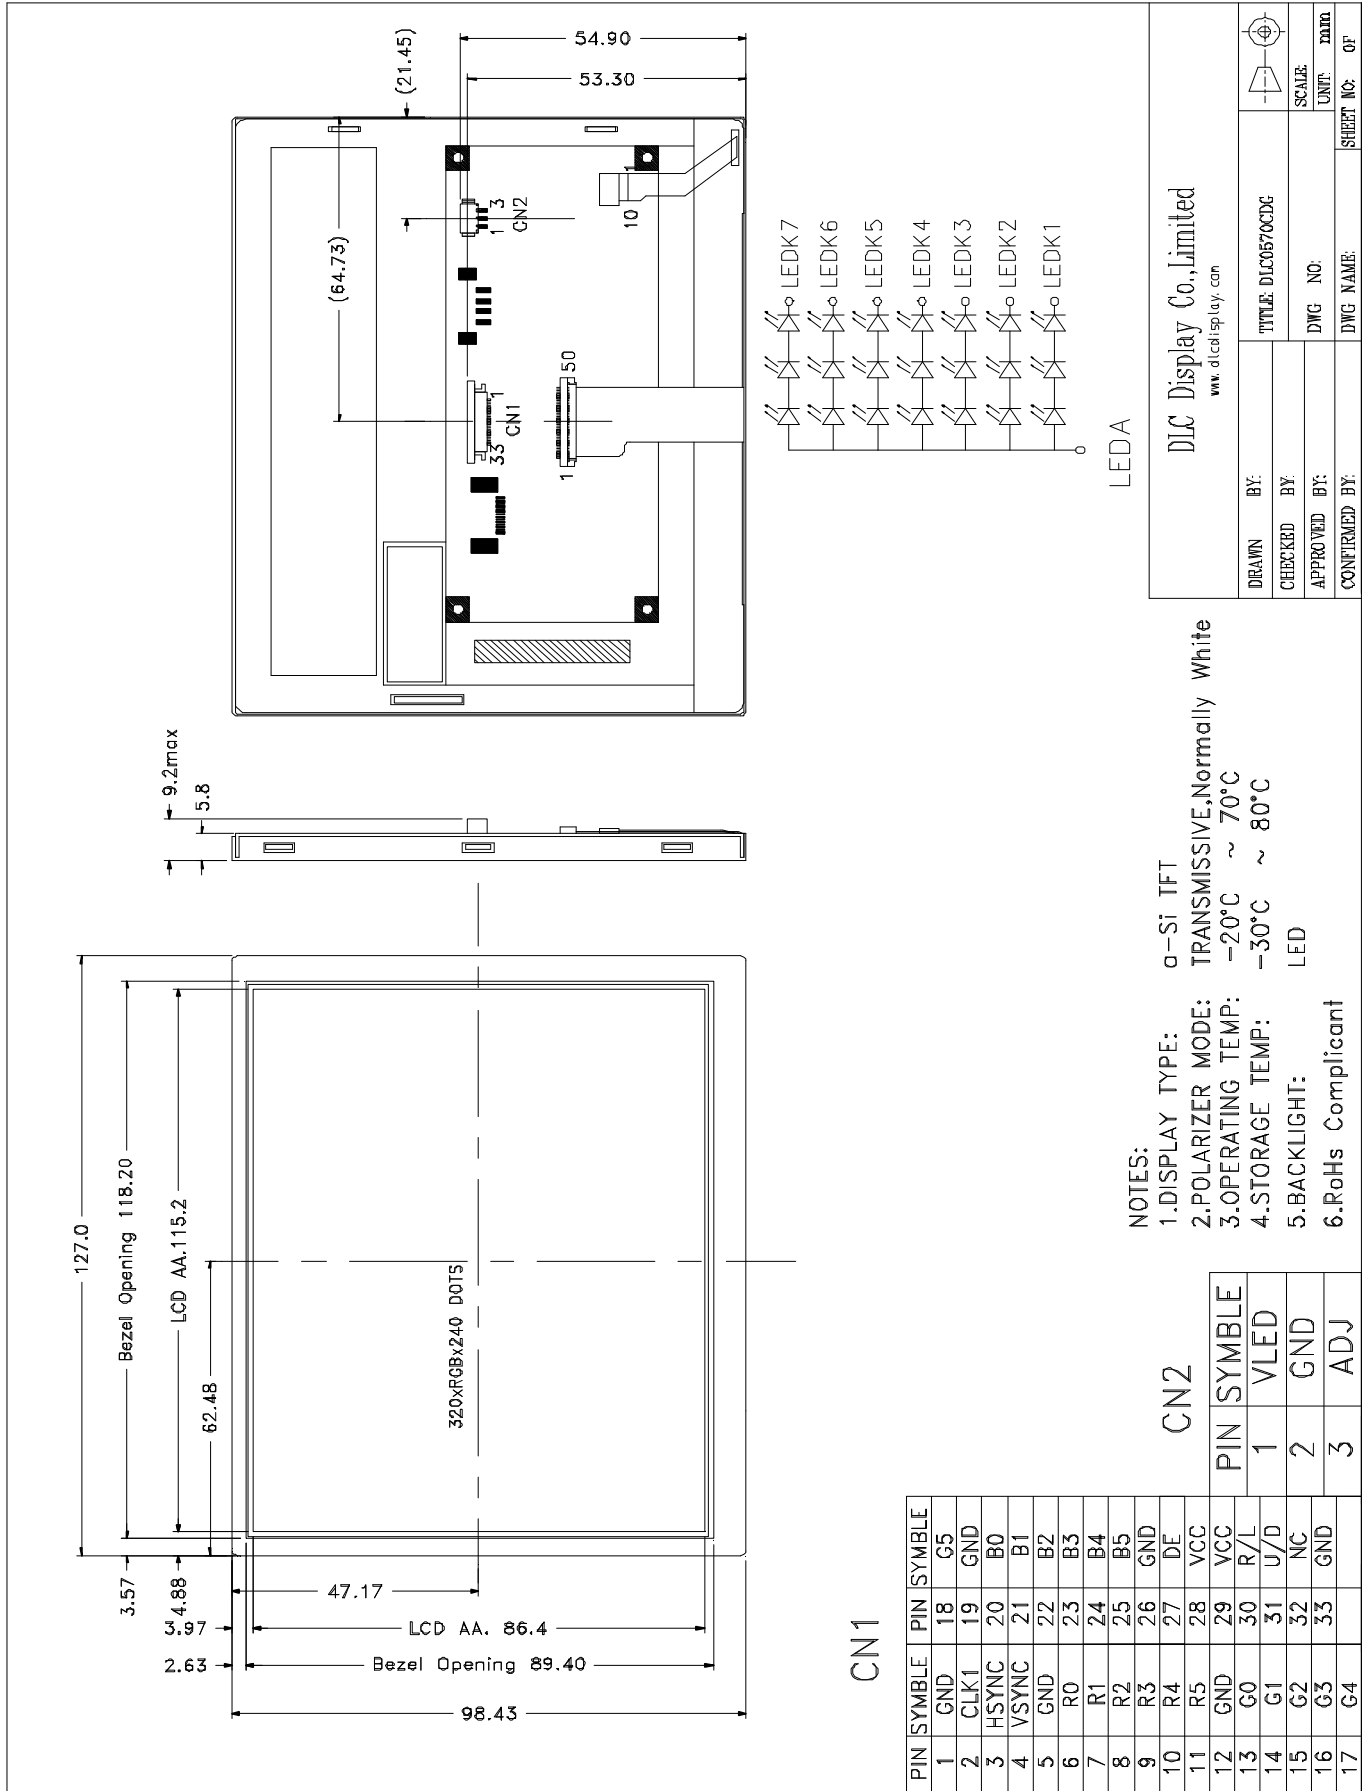 127.0
Bezel Opening 118.20
LCD AA.115.2
62.48
3.57
4.88
3.97
2.63
47.17
LCD AA. 86.4
Bezel Opening 89.40
98.43
320xRGBx240 DOTS
9.2max
5.8
(21.45)
(64.73)
54.90
53.30
33
1
CN1
1
3
CN2
1
50
10
1
LEDK7
LEDK6
LEDK5
LEDK4
LEDK3
LEDK2
LEDK1
LEDA
CN1
PIN SYMBLE PIN SYMBLE
1 GND 18 G5
2 CLK1 19 GND
3 HSYNC 20 B0
4 VSYNC 21 B1
5 GND 22 B2
6 R0 23 B3
7 R1 24 B4
8 R2 25 B5
9 R3 26 GND
10 R4 27 DE
11 R5 28 VCC
12 GND 29 VCC
13 G0 30 R/L
14 G1 31 U/D
15 G2 32 NC
16 G3 33 GND
17 G4
CN2
PIN SYMBLE
1 VLED
2 GND
3 ADJ
NOTES:
1.DISPLAY TYPE: a-Si TFT
2.POLARIZER MODE: TRANSMISSIVE,Normally White
3.OPERATING TEMP: -20°C ~ 70°C
4.STORAGE TEMP: -30°C ~ 80°C
5.BACKLIGHT: LED
6.RoHs Complicant
DLC Display Co.,Limited
www.dlcdisplay.com
DRAWN BY:
TITLE: DLC0570CDG
CHECKED BY:
SCALE:
APPROVED BY:
DWG NO:
UNIT: mm
CONFIRMED BY:
DWG NAME:
SHEET NO: OF